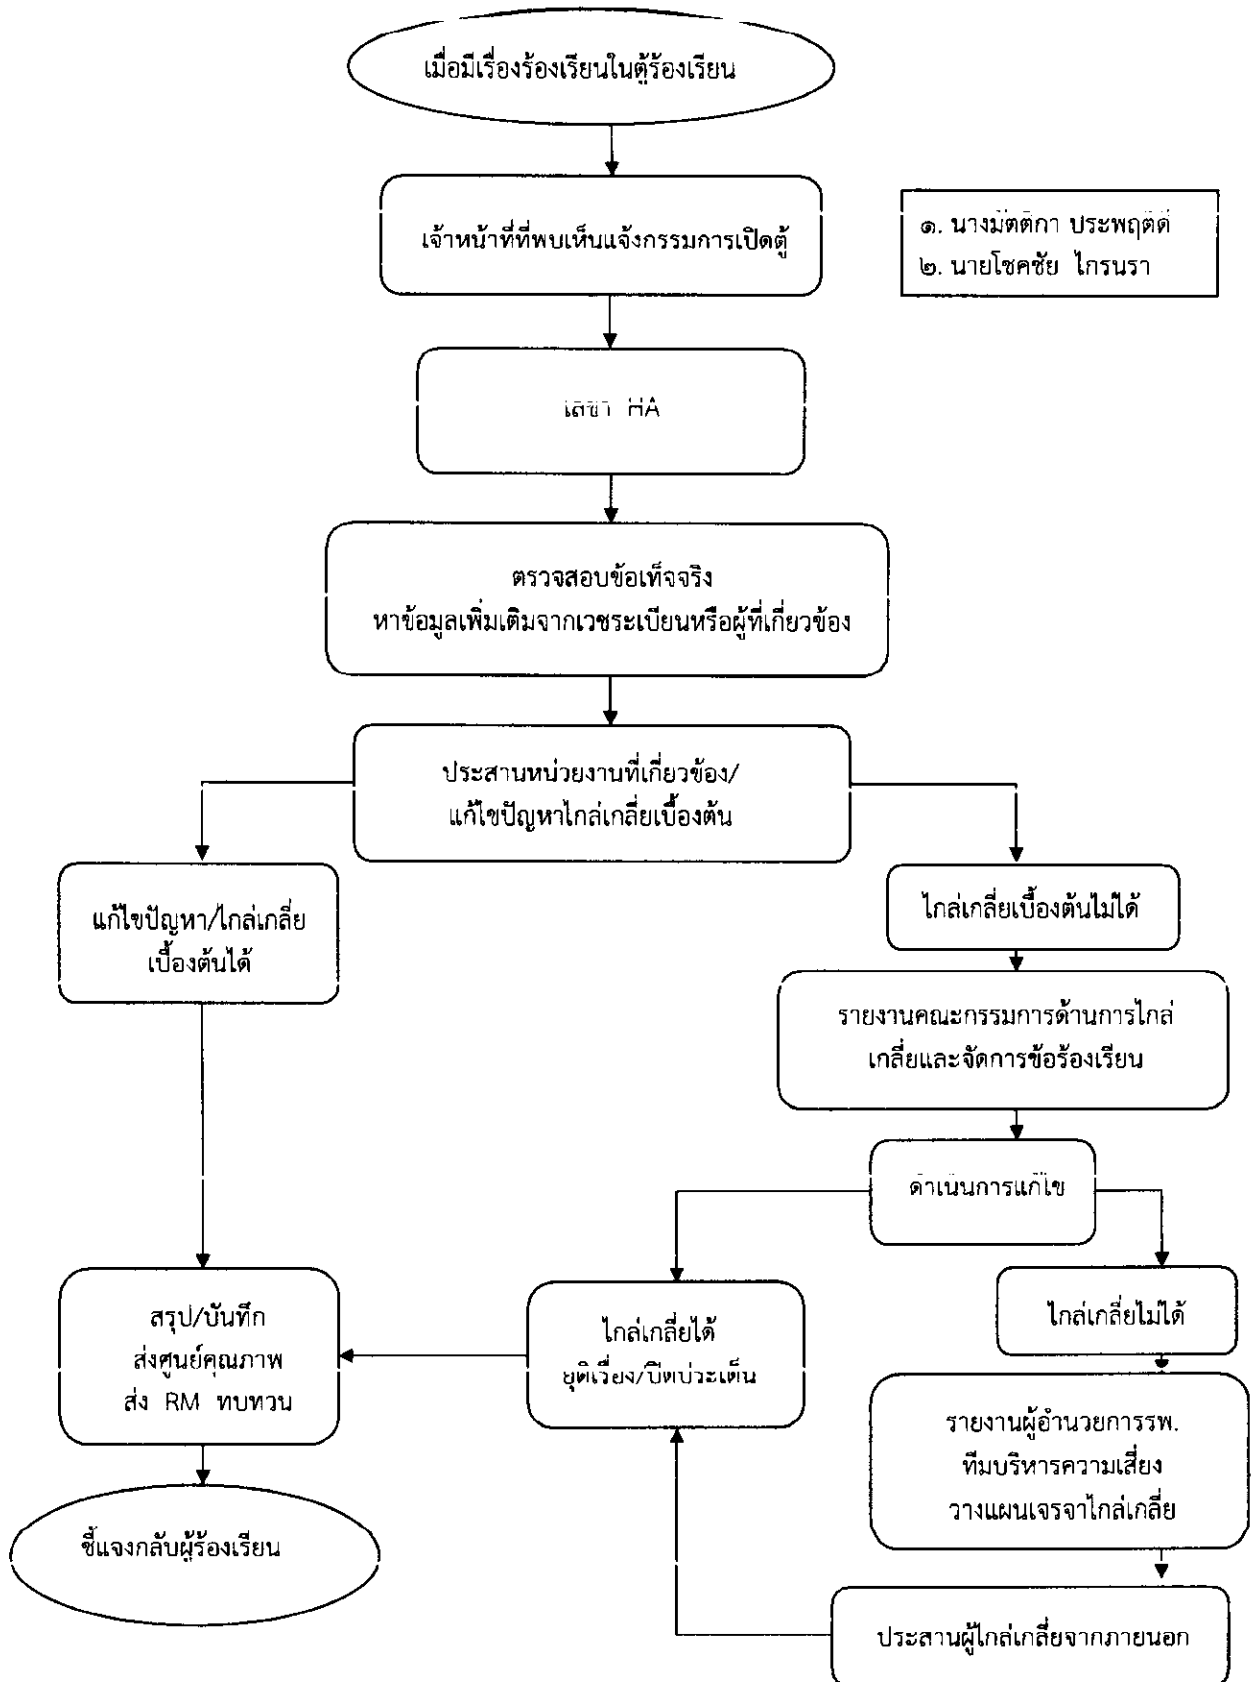 เมื่อมีเรื่องร้องเรียนในตู้ร้องเรียน
เจ้าหน้าที่ที่พบเห็นแจ้งกรรมการเปิดตู้
๑. นางมัตติกา ประพฤติดี
๒. นายโชคชัย ไกรนรา
เลขา HA
ตรวจสอบข้อเท็จจริง
หาข้อมูลเพิ่มเติมจากเวชระเบียนหรือผู้ที่เกี่ยวข้อง
ประสานหน่วยงานที่เกี่ยวข้อง/
แก้ไขปัญหาไกล่เกลี่ยเบื้องต้น
แก้ไขปัญหา/ไกล่เกลี่ย
เบื้องต้นได้
ไกล่เกลี่ยเบื้องต้นไม่ได้
รายงานคณะกรรมการด้านการไกล่
เกลี่ยและจัดการข้อร้องเรียน
ดำเนินการแก้ไข
ไกล่เกลี่ยไม่ได้
ไกล่เกลี่ยได้
ยุติเรื่อง/ปิดประเด็น
สรุป/บันทึก
ส่งศูนย์คุณภาพ
ส่ง RM ทบทวน
รายงานผู้อำนวยการรพ.
ทีมบริหารความเสี่ยง
วางแผนเจรจาไกล่เกลี่ย
ชี้แจงกลับผู้ร้องเรียน
ประสานผู้ไกล่เกลี่ยจากภายนอก